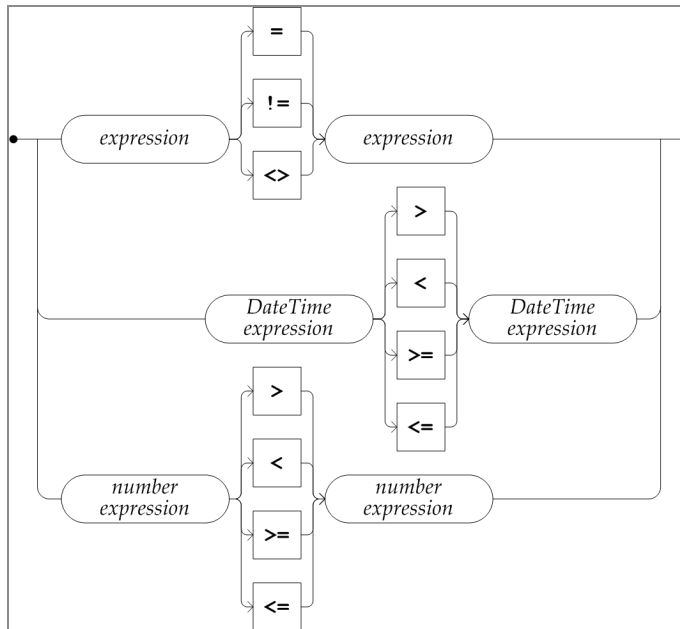 =
!=
<>
expression
expression
>
<
>=
<=
DateTime
expression
DateTime
expression
>
<
>=
<=
number
expression
number
expression